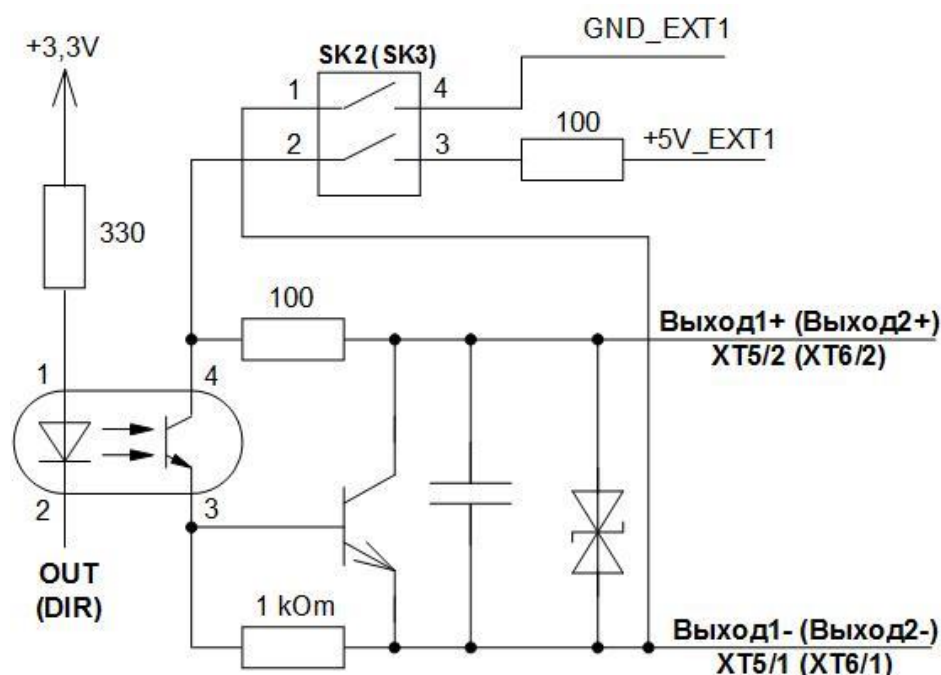 GND_EXT1
+3,3V
SK2 (SK3)
1
4
100
+5V_EXT1
2
3
330
100
Выход1+ (Выход2+)
XT5/2 (XT6/2)
1
4
2
3
OUT
(DIR)
1 kOm
Выход1- (Выход2-)
XT5/1 (XT6/1)